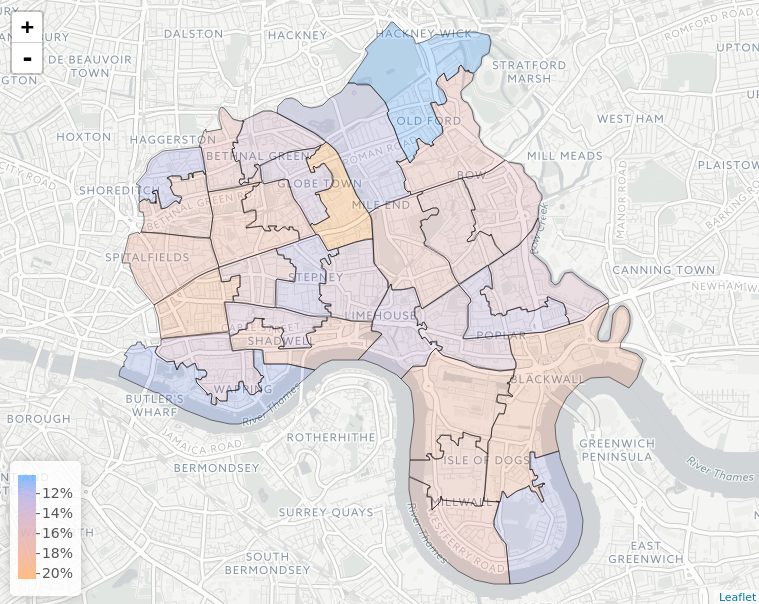 +
-
DALSTON
HACKNEY
HACKNEY WICK
ROMFORD ROAD
DE BEAUVOIR
TOWN
STRATFORD
MARSH
WEST HAM
HOXTON
HAGGERSTON
OLD FORD
ROMAN ROAD
BETHNAL GREEN
MILL MEADS
PLAISTOW
CITY ROAD
SHOREDITCH
GLOBE TOWN
BOW
MANOR ROAD
BARKING ROAD
BETHNAL GREEN
MILE END
Bow Creek
SPITALFIELDS
STEPNEY
CANNING TOWN
NEWHAM WAY
LIMEHOUSE
SHADWELL
POPLAR
BLACKWALL
WAPPING
BUTLER'S
WHARF
River Thames
BOROUGH
JAMAICA ROAD
ROTHERHITHE
GREENWICH
PENINSULA
BERMONDSEY
ISLE OF DOGS
River Thames
12%
14%
16%
18%
20%
MILLWALL
SURREY QUAYS
River Thames
WESTFERRY ROAD
SOUTH
BERMONDSEY
EAST
GREENWICH
Leaflet